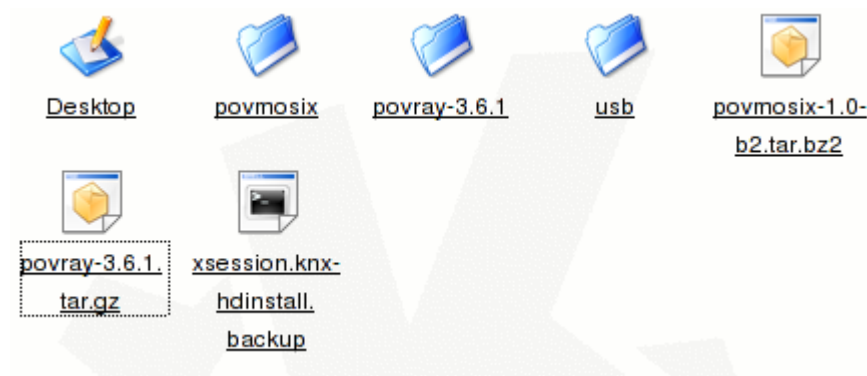 Desktop
povmosix
povray-3.6.1
usb
povmosix-1.0-
b2.tar.bz2
povray-3.6.1.
tar.gz
xsession.knx-
hdinstall.
backup